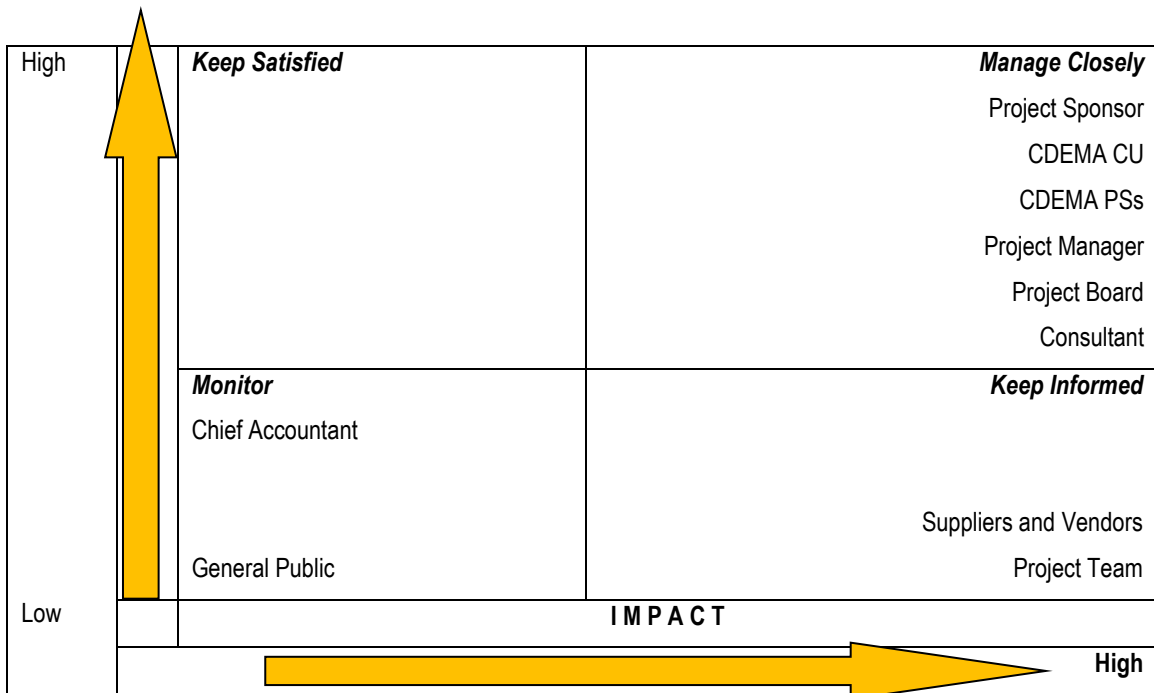 High
Keep Satisfied
Manage Closely
Project Sponsor
CDEMA CU
CDEMA PSs
Project Manager
Project Board
Consultant
Monitor
Keep Informed
Chief Accountant
Suppliers and Vendors
General Public
Project Team
Low
I M P A C T
High